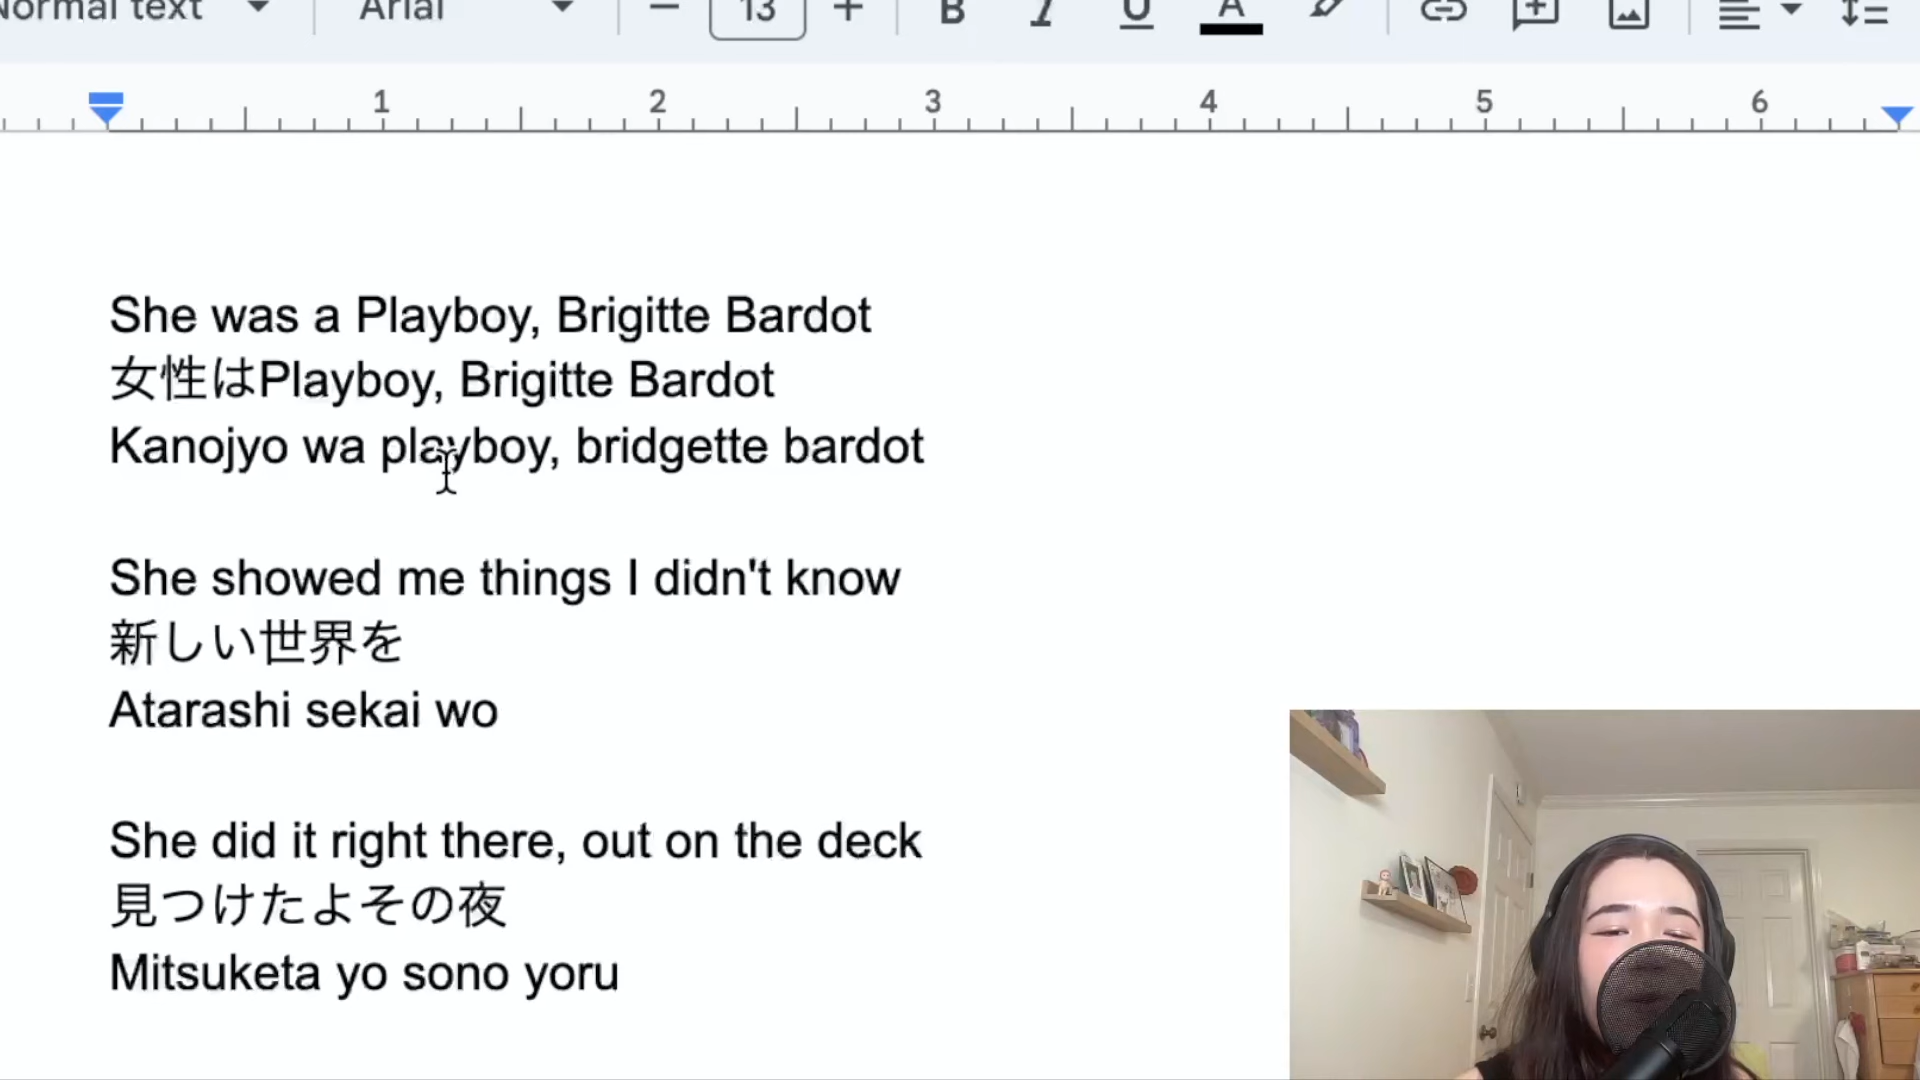 Normal text Arial 13 B I U A
1 2 3 4 5 6
She was a Playboy, Brigitte Bardot
女性はPlayboy, Brigitte Bardot
Kanojyo wa playboy, bridgette bardot
She showed me things I didn't know
新しい世界を
Atarashi sekai wo
She did it right there, out on the deck
見つけたよその夜
Mitsuketa yo sono yoru